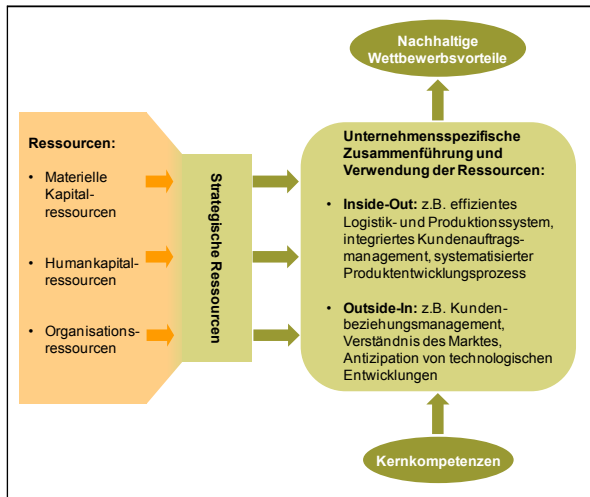 Nachhaltige
Wettbewerbsvorteile
Ressourcen:
• Materielle
Kapital-
ressourcen
• Humankapital-
ressourcen
• Organisations-
ressourcen
Strategische Ressourcen
Unternehmensspezifische
Zusammenführung und
Verwendung der Ressourcen:
• Inside-Out: z.B. effizientes
Logistik- und Produktionssystem,
integriertes Kundenauftrags-
management, systematisierter
Produktentwicklungsprozess
• Outside-In: z.B. Kunden-
beziehungsmanagement,
Verständnis des Marktes,
Antizipation von technologischen
Entwicklungen
Kernkompetenzen